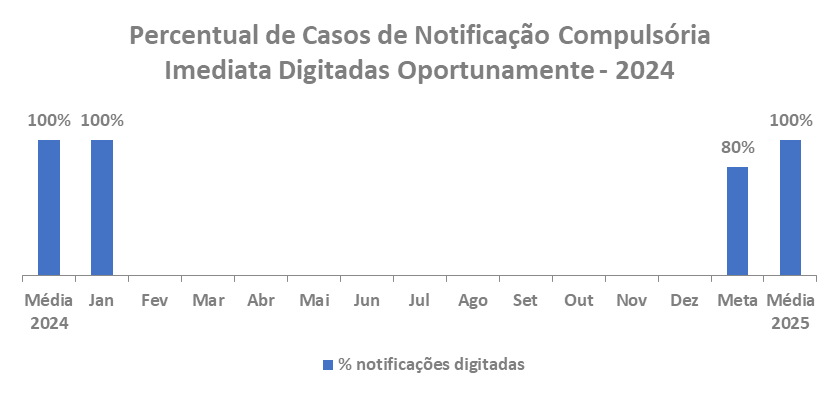 Percentual de Casos de Notificação Compulsória
Imediata Digitadas Oportunamente - 2024
100% 100% 80% 100%
Média Jan Fev Mar Abr Mai Jun Jul Ago Set Out Nov Dez Meta Média
2024 2025
% notificações digitadas